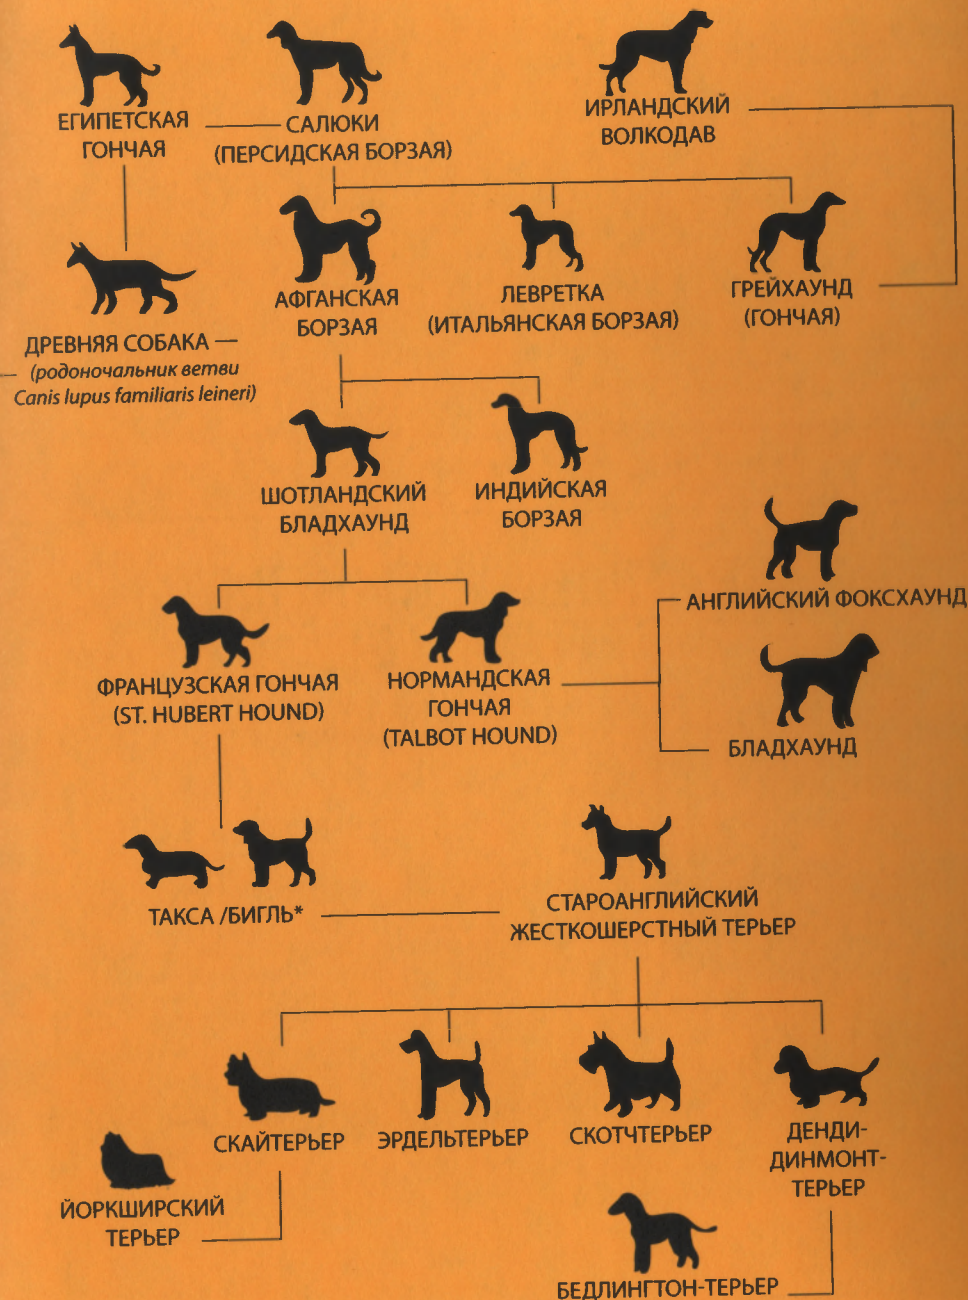 ЕГИПЕТСКАЯ
ГОНЧАЯ
САЛЮКИ
(ПЕРСИДСКАЯ БОРЗАЯ)
ИРЛАНДСКИЙ
ВОЛКОДАВ
АФГАНСКАЯ
БОРЗАЯ
ЛЕВРЕТКА
(ИТАЛЬЯНСКАЯ БОРЗАЯ)
ГРЕЙХАУНД
(ГОНЧАЯ)
ДРЕВНЯЯ СОБАКА
(родоночальник ветви
Canis lupus familiaris leineri)
ШОТЛАНДСКИЙ
БЛАДХАУНД
ИНДИЙСКАЯ
БОРЗАЯ
АНГЛИЙСКИЙ ФОКСХАУНД
ФРАНЦУЗСКАЯ ГОНЧАЯ
(ST. HUBERT HOUND)
НОРМАНДСКАЯ
ГОНЧАЯ
(TALBOT HOUND)
БЛАДХАУНД
ТАКСА /БИГЛЬ*
СТАРОАНГЛИЙСКИЙ
ЖЕСТКОШЕРСТНЫЙ ТЕРЬЕР
СКАЙТЕРЬЕР
ЭРДЕЛЬТЕРЬЕР
СКОТЧТЕРЬЕР
ДЕНДИ-
ДИНМОНТ-
ТЕРЬЕР
ЙОРКШИРСКИЙ
ТЕРЬЕР
БЕДЛИНГТОН-ТЕРЬЕР